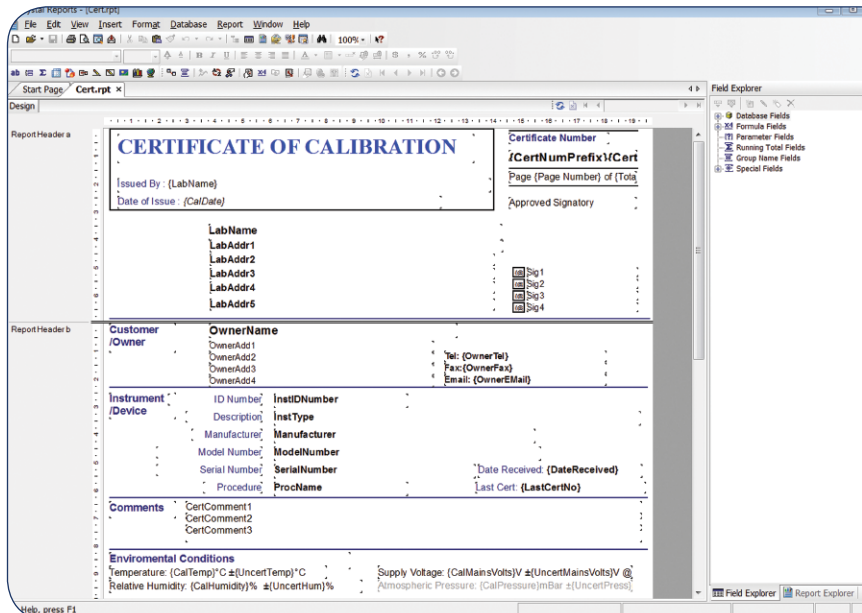 ystal Reports - [Cert.rpt]
File Edit View Insert Format Database Report Window Help
100%
Start Page Cert.rpt ×
Design
Field Explorer
Database Fields
Formula Fields
Parameter Fields
Running Total Fields
Group Name Fields
Special Fields
ReportHeader a
CERTIFICATE OF CALIBRATION
Issued By : {LabName}
Date of Issue : {CalDate}
Certificate Number
{CertNumPrefix}{Cert
Page {Page Number} of {Tota
Approved Signatory
LabName
LabAddr1
LabAddr2
LabAddr3
LabAddr4
LabAddr5
Sig1
Sig2
Sig3
Sig4
ReportHeader b
Customer
/Owner
OwnerName
OwnerAdd1
OwnerAdd2
OwnerAdd3
OwnerAdd4
Tel: {OwnerTel}
Fax:{OwnerFax}
Email: {OwnerEMail}
Instrument
/Device
ID Number InstIDNumber
Description InstType
Manufacturer Manufacturer
Model Number ModelNumber
Serial Number SerialNumber
Date Received: {DateReceived}
Procedure ProcName
Last Cert: {LastCertNo}
Comments
CertComment1
CertComment2
CertComment3
Enviromental Conditions
Temperature: {CalTemp}°C ±{UncertTemp}°C
Supply Voltage: {CalMainsVolts}V ±{UncertMainsVolts}V @
Relative Humidity: {CalHumidity}% ±{UncertHum}%
Atmospheric Pressure: {CalPressure}mBar ±{UncertPress}
Field Explorer Report Explorer
Help, press F1